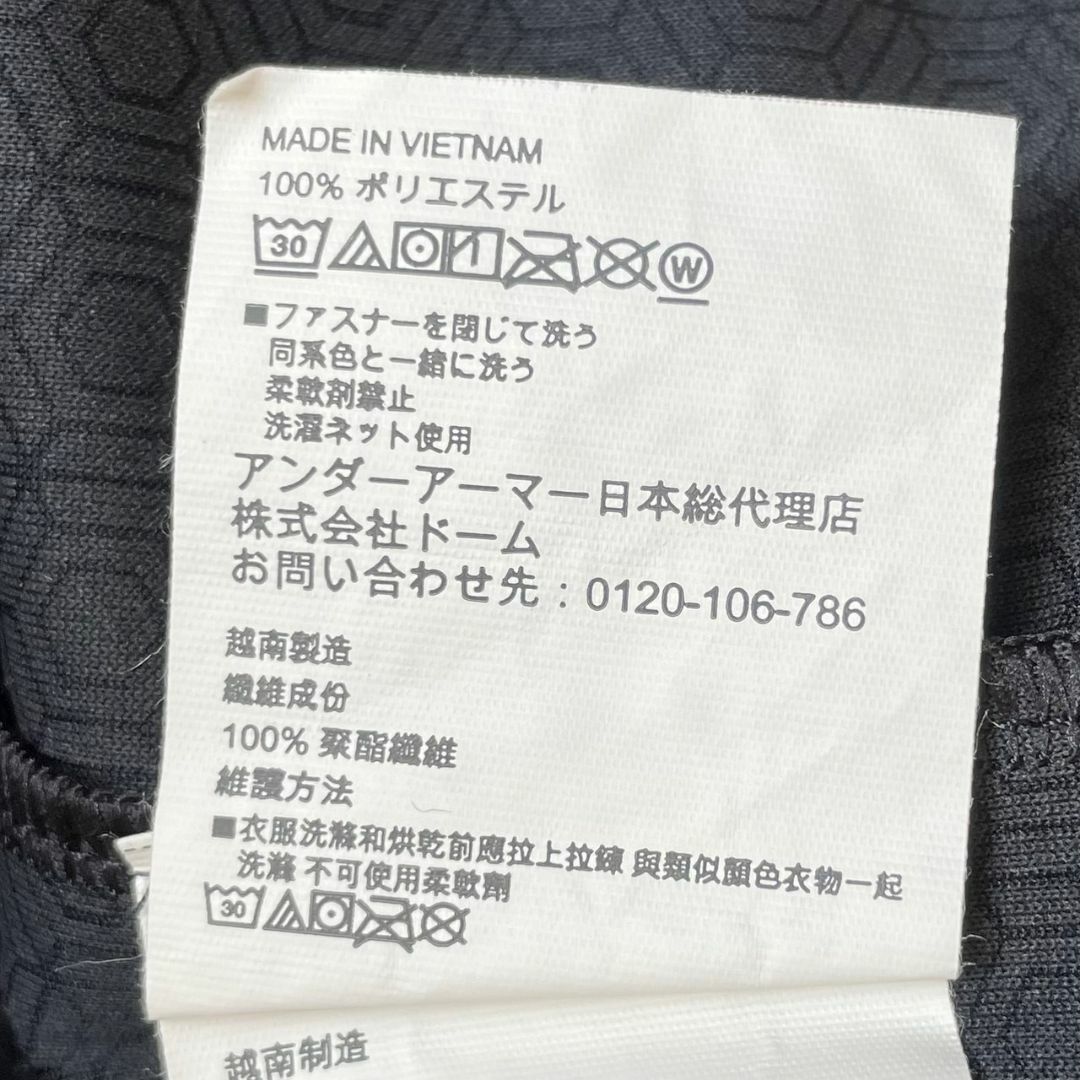 MADE IN VIETNAM
100% ポリエステル
30 W
■ファスナーを閉じて洗う
同系色と一緒に洗う
柔軟剤禁止
洗濯ネット使用
アンダーアーマー日本総代理店
株式会社ドーム
お問い合わせ先：0120-106-786
越南製造
纖維成份
100% 聚酯纖維
維護方法
■衣服洗滌和烘乾前應拉上拉鍊 與類似顏色衣物一起
洗滌 不可使用柔軟劑
30
越南制造